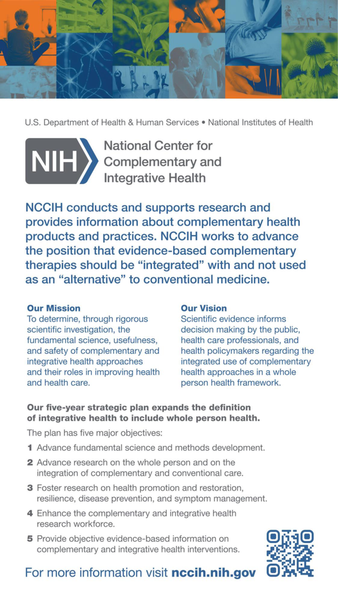 U.S. Department of Health & Human Services • National Institutes of Health
NIH
National Center for
Complementary and
Integrative Health
NCCIH conducts and supports research and
provides information about complementary health
products and practices. NCCIH works to advance
the position that evidence-based complementary
therapies should be “integrated” with and not used
as an “alternative” to conventional medicine.
Our Mission
To determine, through rigorous
scientific investigation, the
fundamental science, usefulness,
and safety of complementary and
integrative health approaches
and their roles in improving health
and health care.
Our Vision
Scientific evidence informs
decision making by the public,
health care professionals, and
health policymakers regarding the
integrated use of complementary
health approaches in a whole
person health framework.
Our five-year strategic plan expands the definition
of integrative health to include whole person health.
The plan has five major objectives:
1 Advance fundamental science and methods development.
2 Advance research on the whole person and on the
integration of complementary and conventional care.
3 Foster research on health promotion and restoration,
resilience, disease prevention, and symptom management.
4 Enhance the complementary and integrative health
research workforce.
5 Provide objective evidence-based information on
complementary and integrative health interventions.
For more information visit nccih.nih.gov